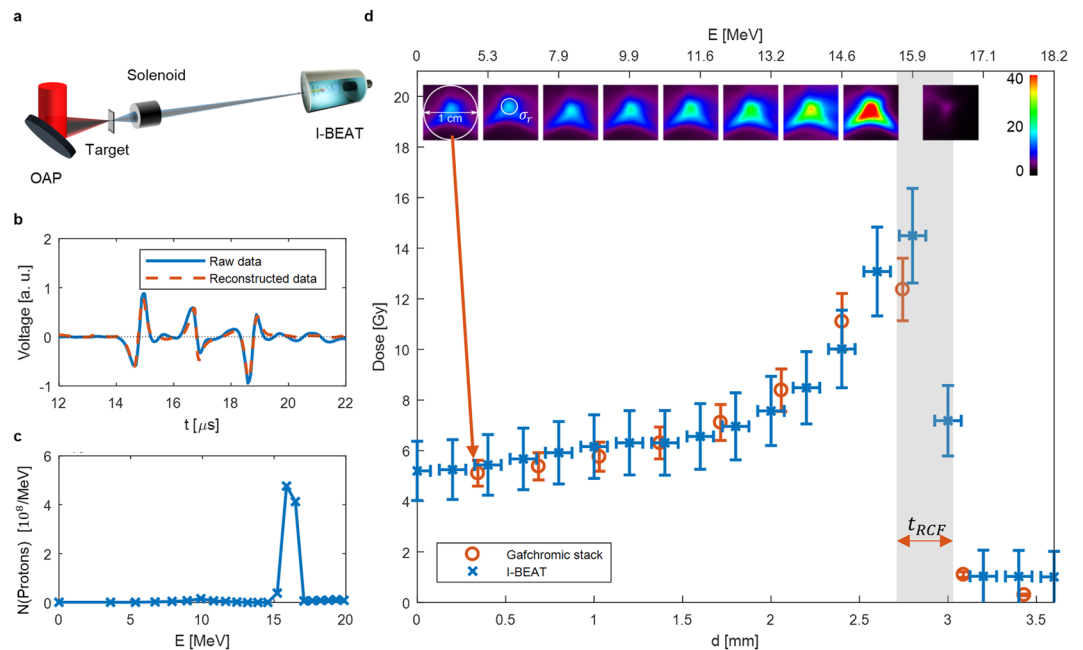 a
Solenoid
Target
OAP
I-BEAT
b
2
1
0
-1
Voltage [a. u.]
Raw data
Reconstructed data
12 14 16 18 20 22
t [μs]
c
6
4
2
0
N(Protons) [10⁸/MeV]
0 5 10 15 20
E [MeV]
d
E [MeV]
0 5.3 7.9 9.9 11.6 13.2 14.6 15.9 17.1 18.2
20
18
16
14
12
10
8
6
4
2
0
Dose [Gy]
1 cm
σr
40
20
0
tRCF
Gafchromic stack
I-BEAT
0 0.5 1 1.5 2 2.5 3 3.5
d [mm]